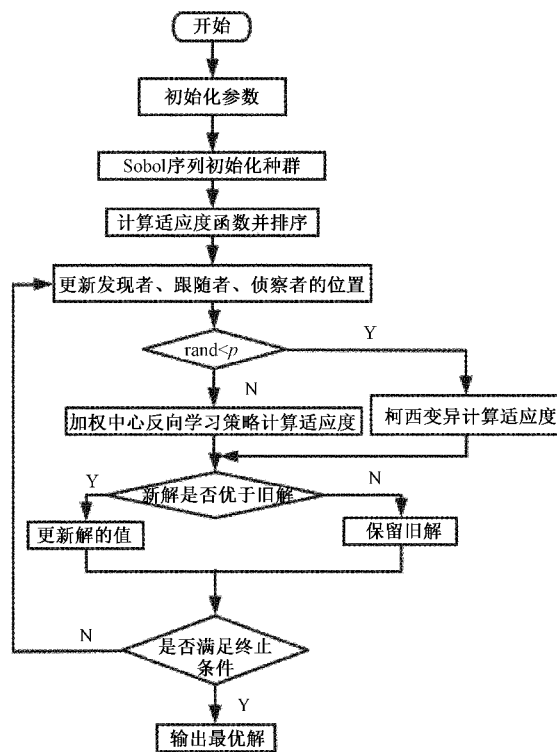 开始
初始化参数
Sobol序列初始化种群
计算适应度函数并排序
更新发现者、跟随者、侦察者的位置
rand<p
Y
N
加权中心反向学习策略计算适应度
柯西变异计算适应度
Y
新解是否优于旧解
N
更新解的值
保留旧解
N
是否满足终止
条件
Y
输出最优解